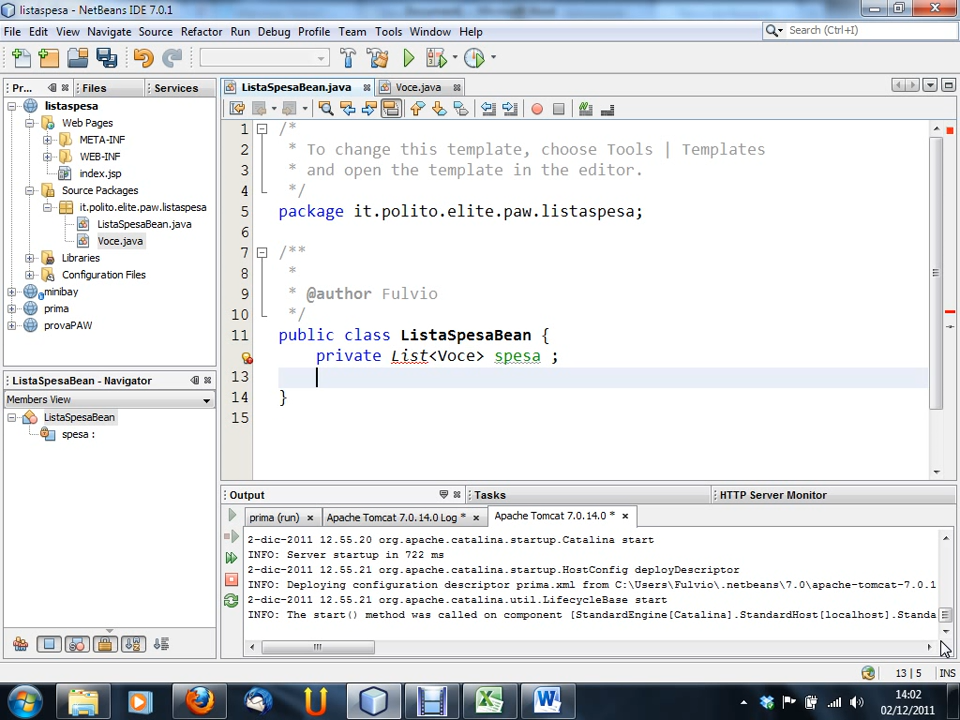 listaspesa - NetBeans IDE 7.0.1
File Edit View Navigate Source Refactor Run Debug Profile Team Tools Window Help
Search (Ctrl+I)
Pr... Files Services
ListaSpesaBean.java Voce.java
listaspesa
Web Pages
META-INF
WEB-INF
index.jsp
Source Packages
it.polito.elite.paw.listaspesa
ListaSpesaBean.java
Voce.java
Libraries
Configuration Files
minibay
prima
provaPAW
1 /*
2 * To change this template, choose Tools | Templates
3 * and open the template in the editor.
4 */
5 package it.polito.elite.paw.listaspesa;
6
7 /**
8 *
9 * @author Fulvio
10 */
11 public class ListaSpesaBean {
private List<Voce> spesa ;
13
14 }
15
ListaSpesaBean - Navigator
Members View
ListaSpesaBean
spesa :
Output Tasks HTTP Server Monitor
prima (run) Apache Tomcat 7.0.14.0 Log * Apache Tomcat 7.0.14.0 *
2-dic-2011 12.55.20 org.apache.catalina.startup.Catalina start
INFO: Server startup in 722 ms
2-dic-2011 12.55.21 org.apache.catalina.startup.HostConfig deployDescriptor
INFO: Deploying configuration descriptor prima.xml from C:\Users\Fulvio\.netbeans\7.0\apache-tomcat-7.0.1
2-dic-2011 12.55.21 org.apache.catalina.util.LifecycleBase start
INFO: The start() method was called on component [StandardEngine[Catalina].StandardHost[localhost].Standa
13 | 5 INS
14:02
02/12/2011